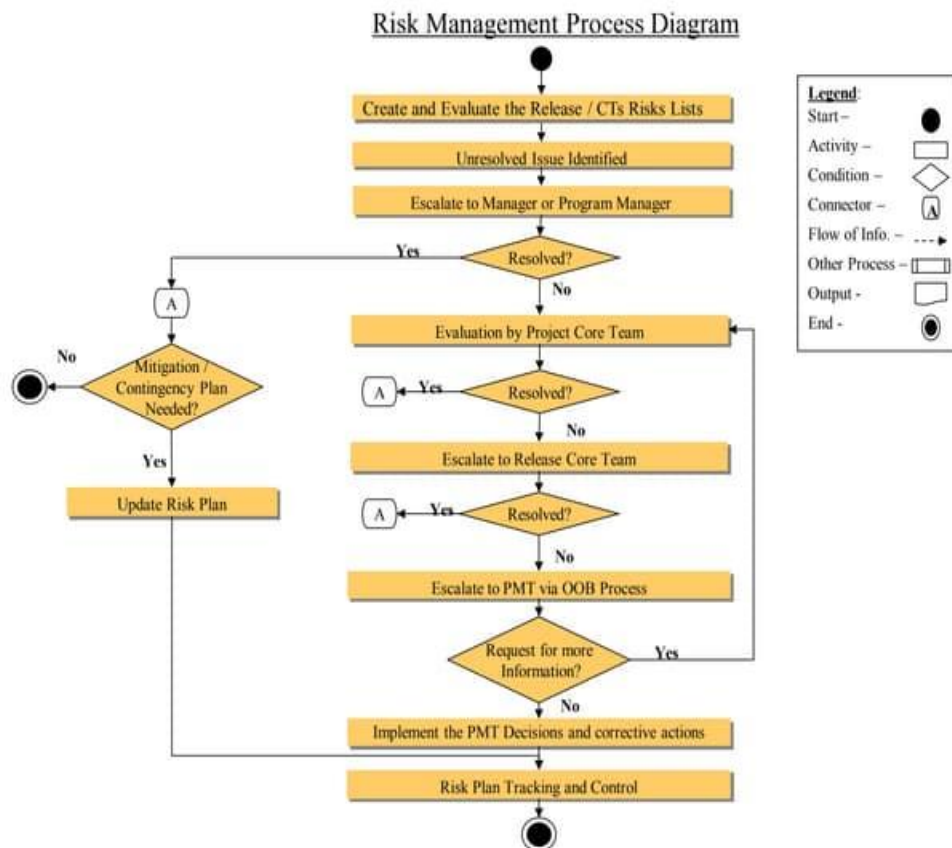 Risk Management Process Diagram
Create and Evaluate the Release / CTs Risks Lists
Unresolved Issue Identified
Escalate to Manager or Program Manager
Yes
Resolved?
No
A
Evaluation by Project Core Team
No
Mitigation /
Contingency Plan
Needed?
A
Yes
Resolved?
No
Yes
Escalate to Release Core Team
Update Risk Plan
A
Yes
Resolved?
No
Escalate to PMT via OOB Process
Request for more
Information?
Yes
No
Implement the PMT Decisions and corrective actions
Risk Plan Tracking and Control
Legend:
Start –
Activity –
Condition –
Connector –
A
Flow of Info. –
Other Process –
Output -
End -